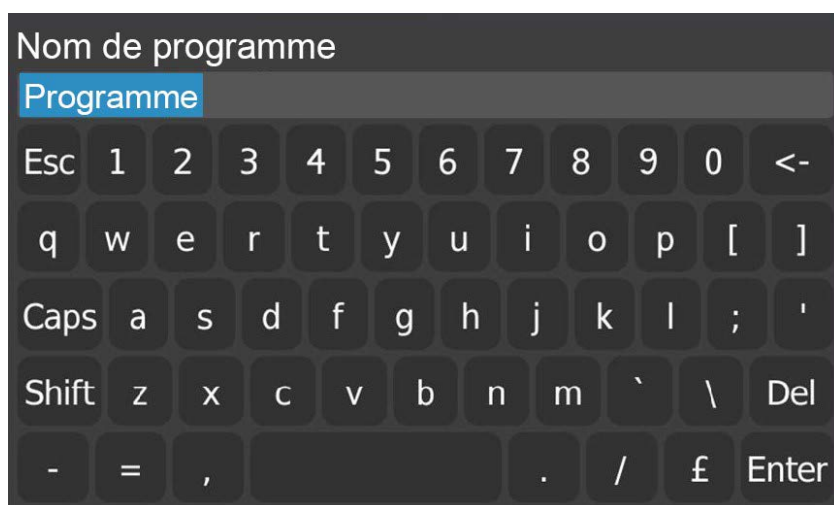 Nom de programme
Programme
Esc 1 2 3 4 5 6 7 8 9 0 <-
q w e r t y u i o p [ ]
Caps a s d f g h j k l ; '
Shift z x c v b n m ` \ Del
- = , . / £ Enter